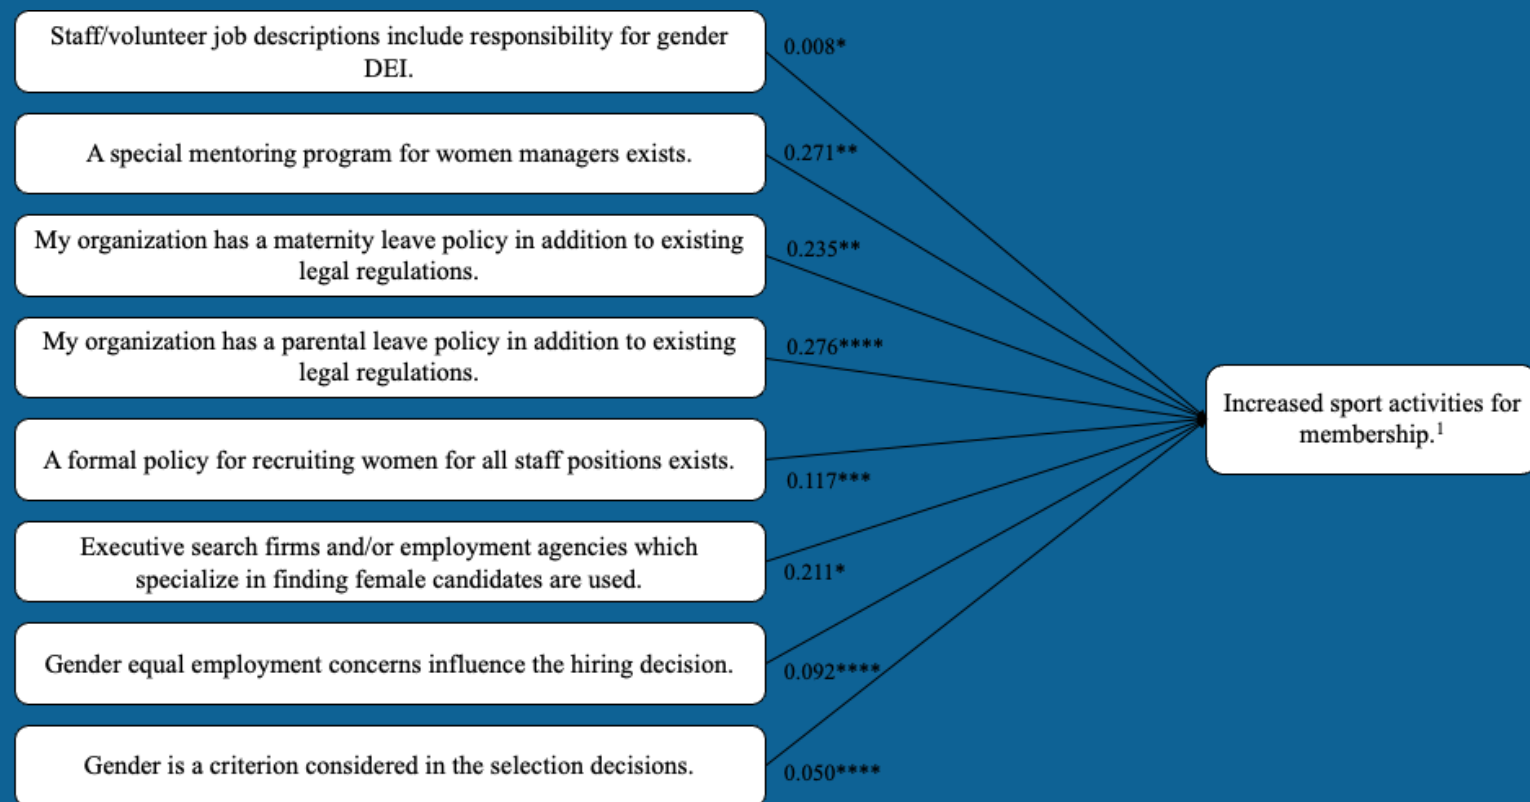 Staff/volunteer job descriptions include responsibility for gender
DEI.
0.008*
A special mentoring program for women managers exists.
0.271**
My organization has a maternity leave policy in addition to existing
legal regulations.
0.235**
My organization has a parental leave policy in addition to existing
legal regulations.
0.276****
A formal policy for recruiting women for all staff positions exists.
0.117***
Executive search firms and/or employment agencies which
specialize in finding female candidates are used.
0.211*
Gender equal employment concerns influence the hiring decision.
0.092****
Gender is a criterion considered in the selection decisions.
0.050****
Increased sport activities for
membership.¹